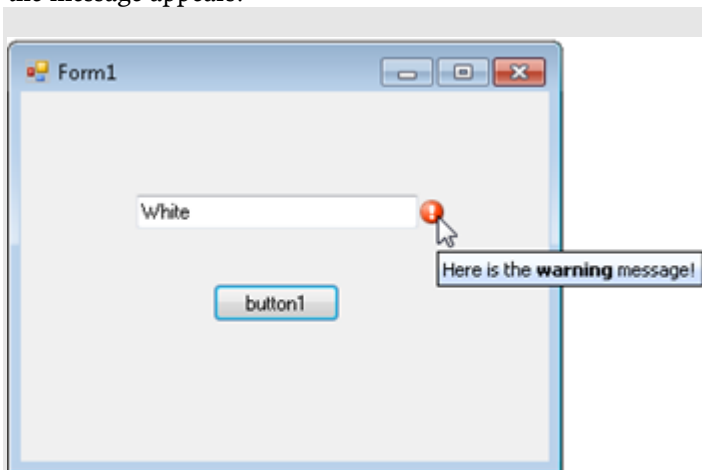 the message appears.
Form1
White
Here is the warning message!
button1